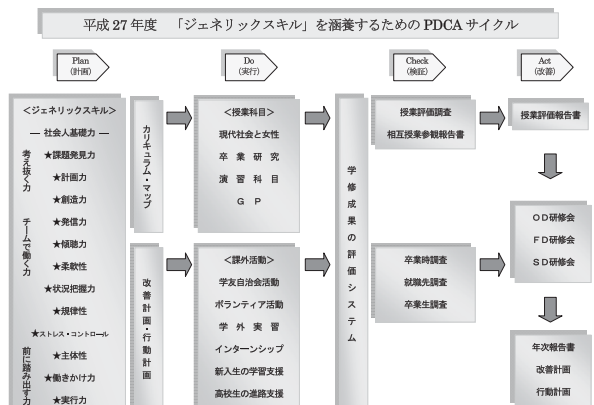 平成 27 年度　「ジェネリックスキル」を涵養するための PDCA サイクル
Plan
(計画)
Do
(実行)
Check
(検証)
Act
(改善)
＜ジェネリックスキル＞
― 社会人基礎力 ―
考え抜く力
★課題発見力
★計画力
★創造力
チームで働く力
★発信力
★傾聴力
★柔軟性
★状況把握力
★規律性
★ストレス・コントロール
前に踏み出す力
★主体性
★働きかけ力
★実行力
カリキュラム・マップ
改善計画・行動計画
＜授業科目＞
現代社会と女性
卒　業　研　究
演　習　科　目
Ｇ　Ｐ
＜課外活動＞
学友自治会活動
ボランティア活動
学　外　実　習
インターンシップ
新入生の学習支援
高校生の進路支援
学修成果の評価システム
授業評価調査
相互授業参観報告書
卒業時調査
就職先調査
卒業生調査
授業評価報告書
ＯＤ研修会
ＦＤ研修会
ＳＤ研修会
年次報告書
改善計画
行動計画